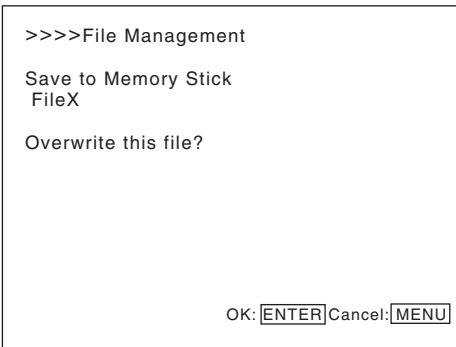 >>>>File Management
Save to Memory Stick
FileX
Overwrite this file?
OK: ENTER Cancel: MENU